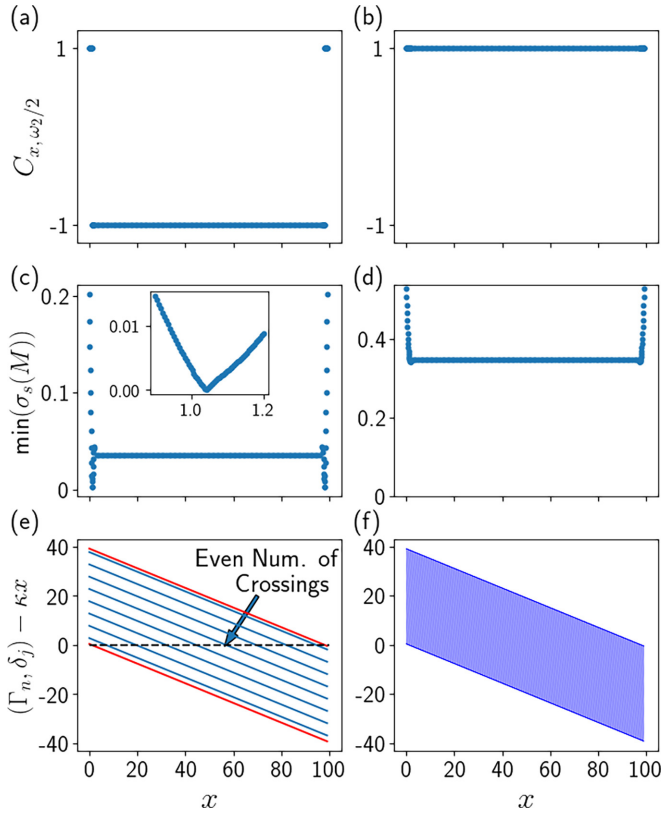 (a)
(b)
C_{x, ω_2/2}
1
-1
1
-1
(c)
(d)
min(σ_s(M))
0.2
0.1
0
0.01
0.00
1.0
1.2
0.4
0.2
0
(e)
(f)
(Γ_n, δ_j) − κx
40
20
0
-20
-40
Even Num. of
Crossings
40
20
0
-20
-40
0 20 40 60 80 100
0 20 40 60 80 100
x
x